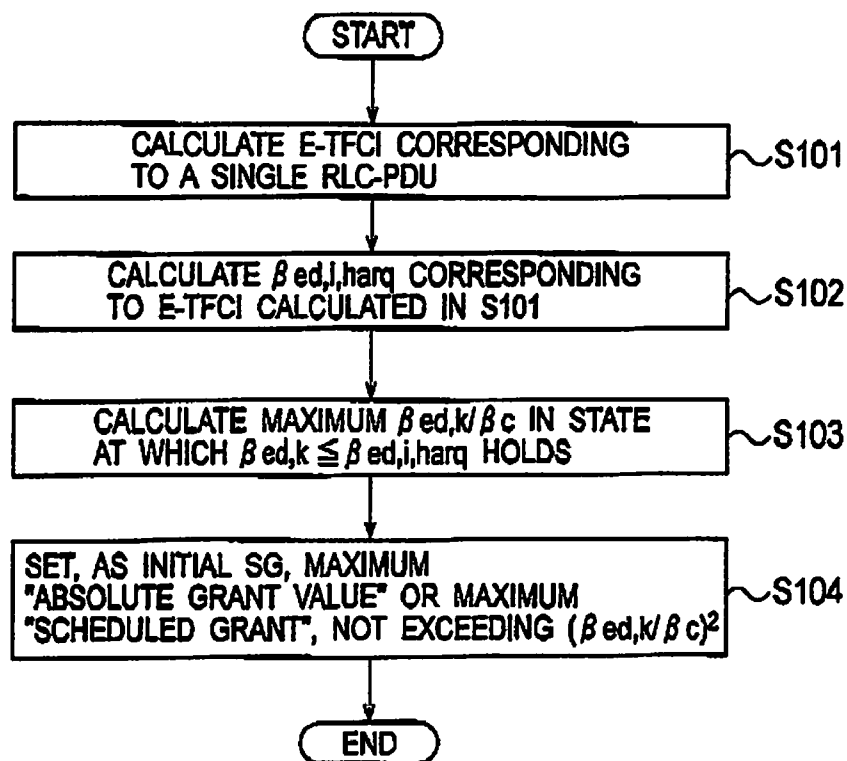 START
CALCULATE E-TFCI CORRESPONDING
TO A SINGLE RLC-PDU
S101
CALCULATE βed,i,harq CORRESPONDING
TO E-TFCI CALCULATED IN S101
S102
CALCULATE MAXIMUM βed,k/βc IN STATE
AT WHICH βed,k ≦ βed,i,harq HOLDS
S103
SET, AS INITIAL SG, MAXIMUM
"ABSOLUTE GRANT VALUE" OR MAXIMUM
"SCHEDULED GRANT", NOT EXCEEDING (βed,k/βc)²
S104
END